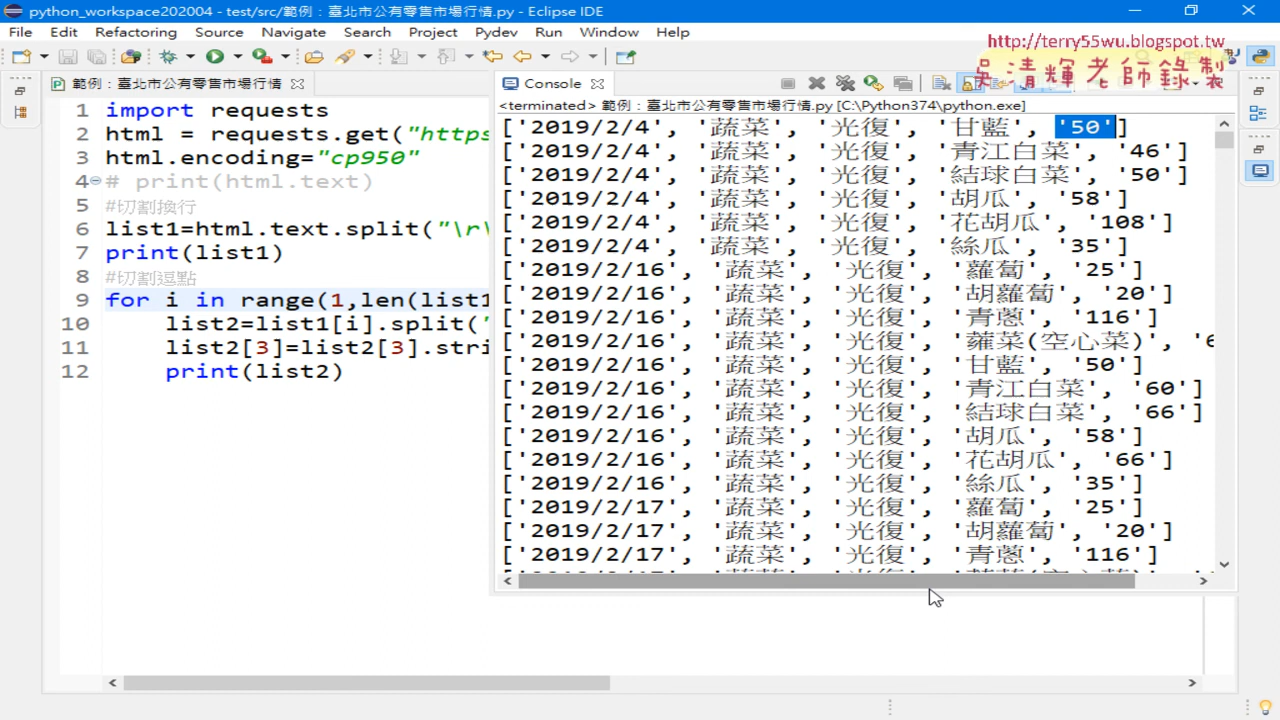 python_workspace202004 - test/src/範例：臺北市公有零售市場行情.py - Eclipse IDE
File Edit Refactoring Source Navigate Search Project Pydev Run Window Help
http://terry55wu.blogspot.tw
吳清輝老師錄製
範例：臺北市公有零售市場行情
Console
<terminated> 範例：臺北市公有零售市場行情.py [C:\Python374\python.exe]
1 import requests
2 html = requests.get("https
3 html.encoding="cp950"
4 # print(html.text)
5 #切割換行
6 list1=html.text.split("\r\
7 print(list1)
8 #切割逗點
9 for i in range(1,len(list1
10 list2=list1[i].split('
11 list2[3]=list2[3].stri
12 print(list2)
['2019/2/4', '蔬菜', '光復', '甘藍', '50']
['2019/2/4', '蔬菜', '光復', '青江白菜', '46']
['2019/2/4', '蔬菜', '光復', '結球白菜', '50']
['2019/2/4', '蔬菜', '光復', '胡瓜', '58']
['2019/2/4', '蔬菜', '光復', '花胡瓜', '108']
['2019/2/4', '蔬菜', '光復', '絲瓜', '35']
['2019/2/16', '蔬菜', '光復', '蘿蔔', '25']
['2019/2/16', '蔬菜', '光復', '胡蘿蔔', '20']
['2019/2/16', '蔬菜', '光復', '青蔥', '116']
['2019/2/16', '蔬菜', '光復', '蕹菜(空心菜)', '6
['2019/2/16', '蔬菜', '光復', '甘藍', '50']
['2019/2/16', '蔬菜', '光復', '青江白菜', '60']
['2019/2/16', '蔬菜', '光復', '結球白菜', '66']
['2019/2/16', '蔬菜', '光復', '胡瓜', '58']
['2019/2/16', '蔬菜', '光復', '花胡瓜', '66']
['2019/2/16', '蔬菜', '光復', '絲瓜', '35']
['2019/2/17', '蔬菜', '光復', '蘿蔔', '25']
['2019/2/17', '蔬菜', '光復', '胡蘿蔔', '20']
['2019/2/17', '蔬菜', '光復', '青蔥', '116']